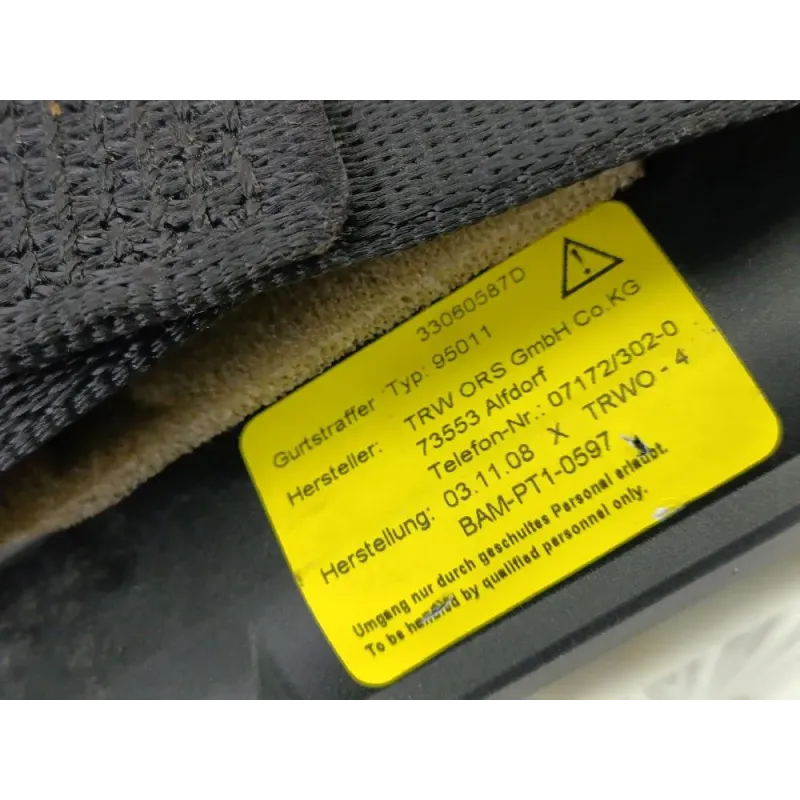 33060587D
Gurtstraffer Typ: 95011
Hersteller: TRW ORS GmbH Co.KG
73553 Alfdorf
Telefon-Nr.: 07172/302-0
Herstellung: 03.11.08 X TRWO - 4
BAM-PT1-0597
Umgang nur durch geschultes Personal erlaubt.
To be handled by qualified personnel only.